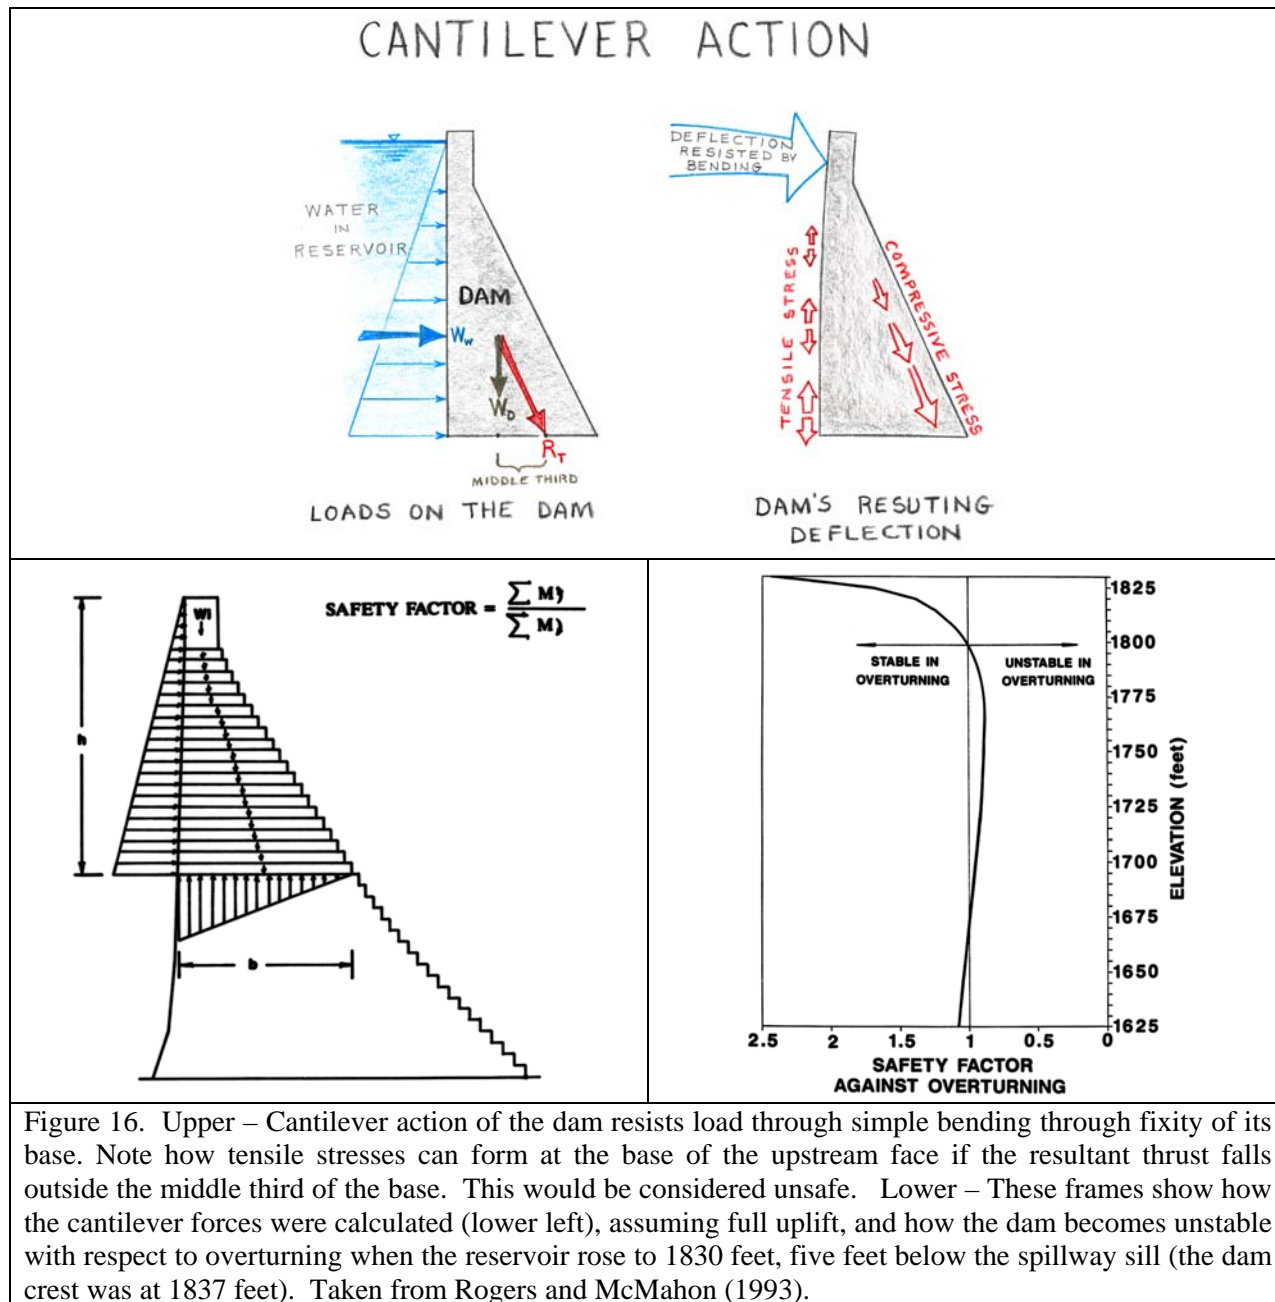 CANTILEVER ACTION
WATER
IN
RESERVOIR
DAM
W_w
W_D
R_T
MIDDLE THIRD
LOADS ON THE DAM
DEFLECTION
RESISTED BY
BENDING
TENSILE STRESS
COMPRESSIVE STRESS
DAM'S RESUTING
DEFLECTION
SAFETY FACTOR = ∑ M) / ∑ M)
WI
h
b
1825
1800
1775
1750
1725
1700
1675
1650
1625
ELEVATION (feet)
STABLE IN
OVERTURNING
UNSTABLE IN
OVERTURNING
2.5 2 1.5 1 0.5 0
SAFETY FACTOR
AGAINST OVERTURNING
Figure 16. Upper – Cantilever action of the dam resists load through simple bending through fixity of its
base. Note how tensile stresses can form at the base of the upstream face if the resultant thrust falls
outside the middle third of the base. This would be considered unsafe. Lower – These frames show how
the cantilever forces were calculated (lower left), assuming full uplift, and how the dam becomes unstable
with respect to overturning when the reservoir rose to 1830 feet, five feet below the spillway sill (the dam
crest was at 1837 feet). Taken from Rogers and McMahon (1993).